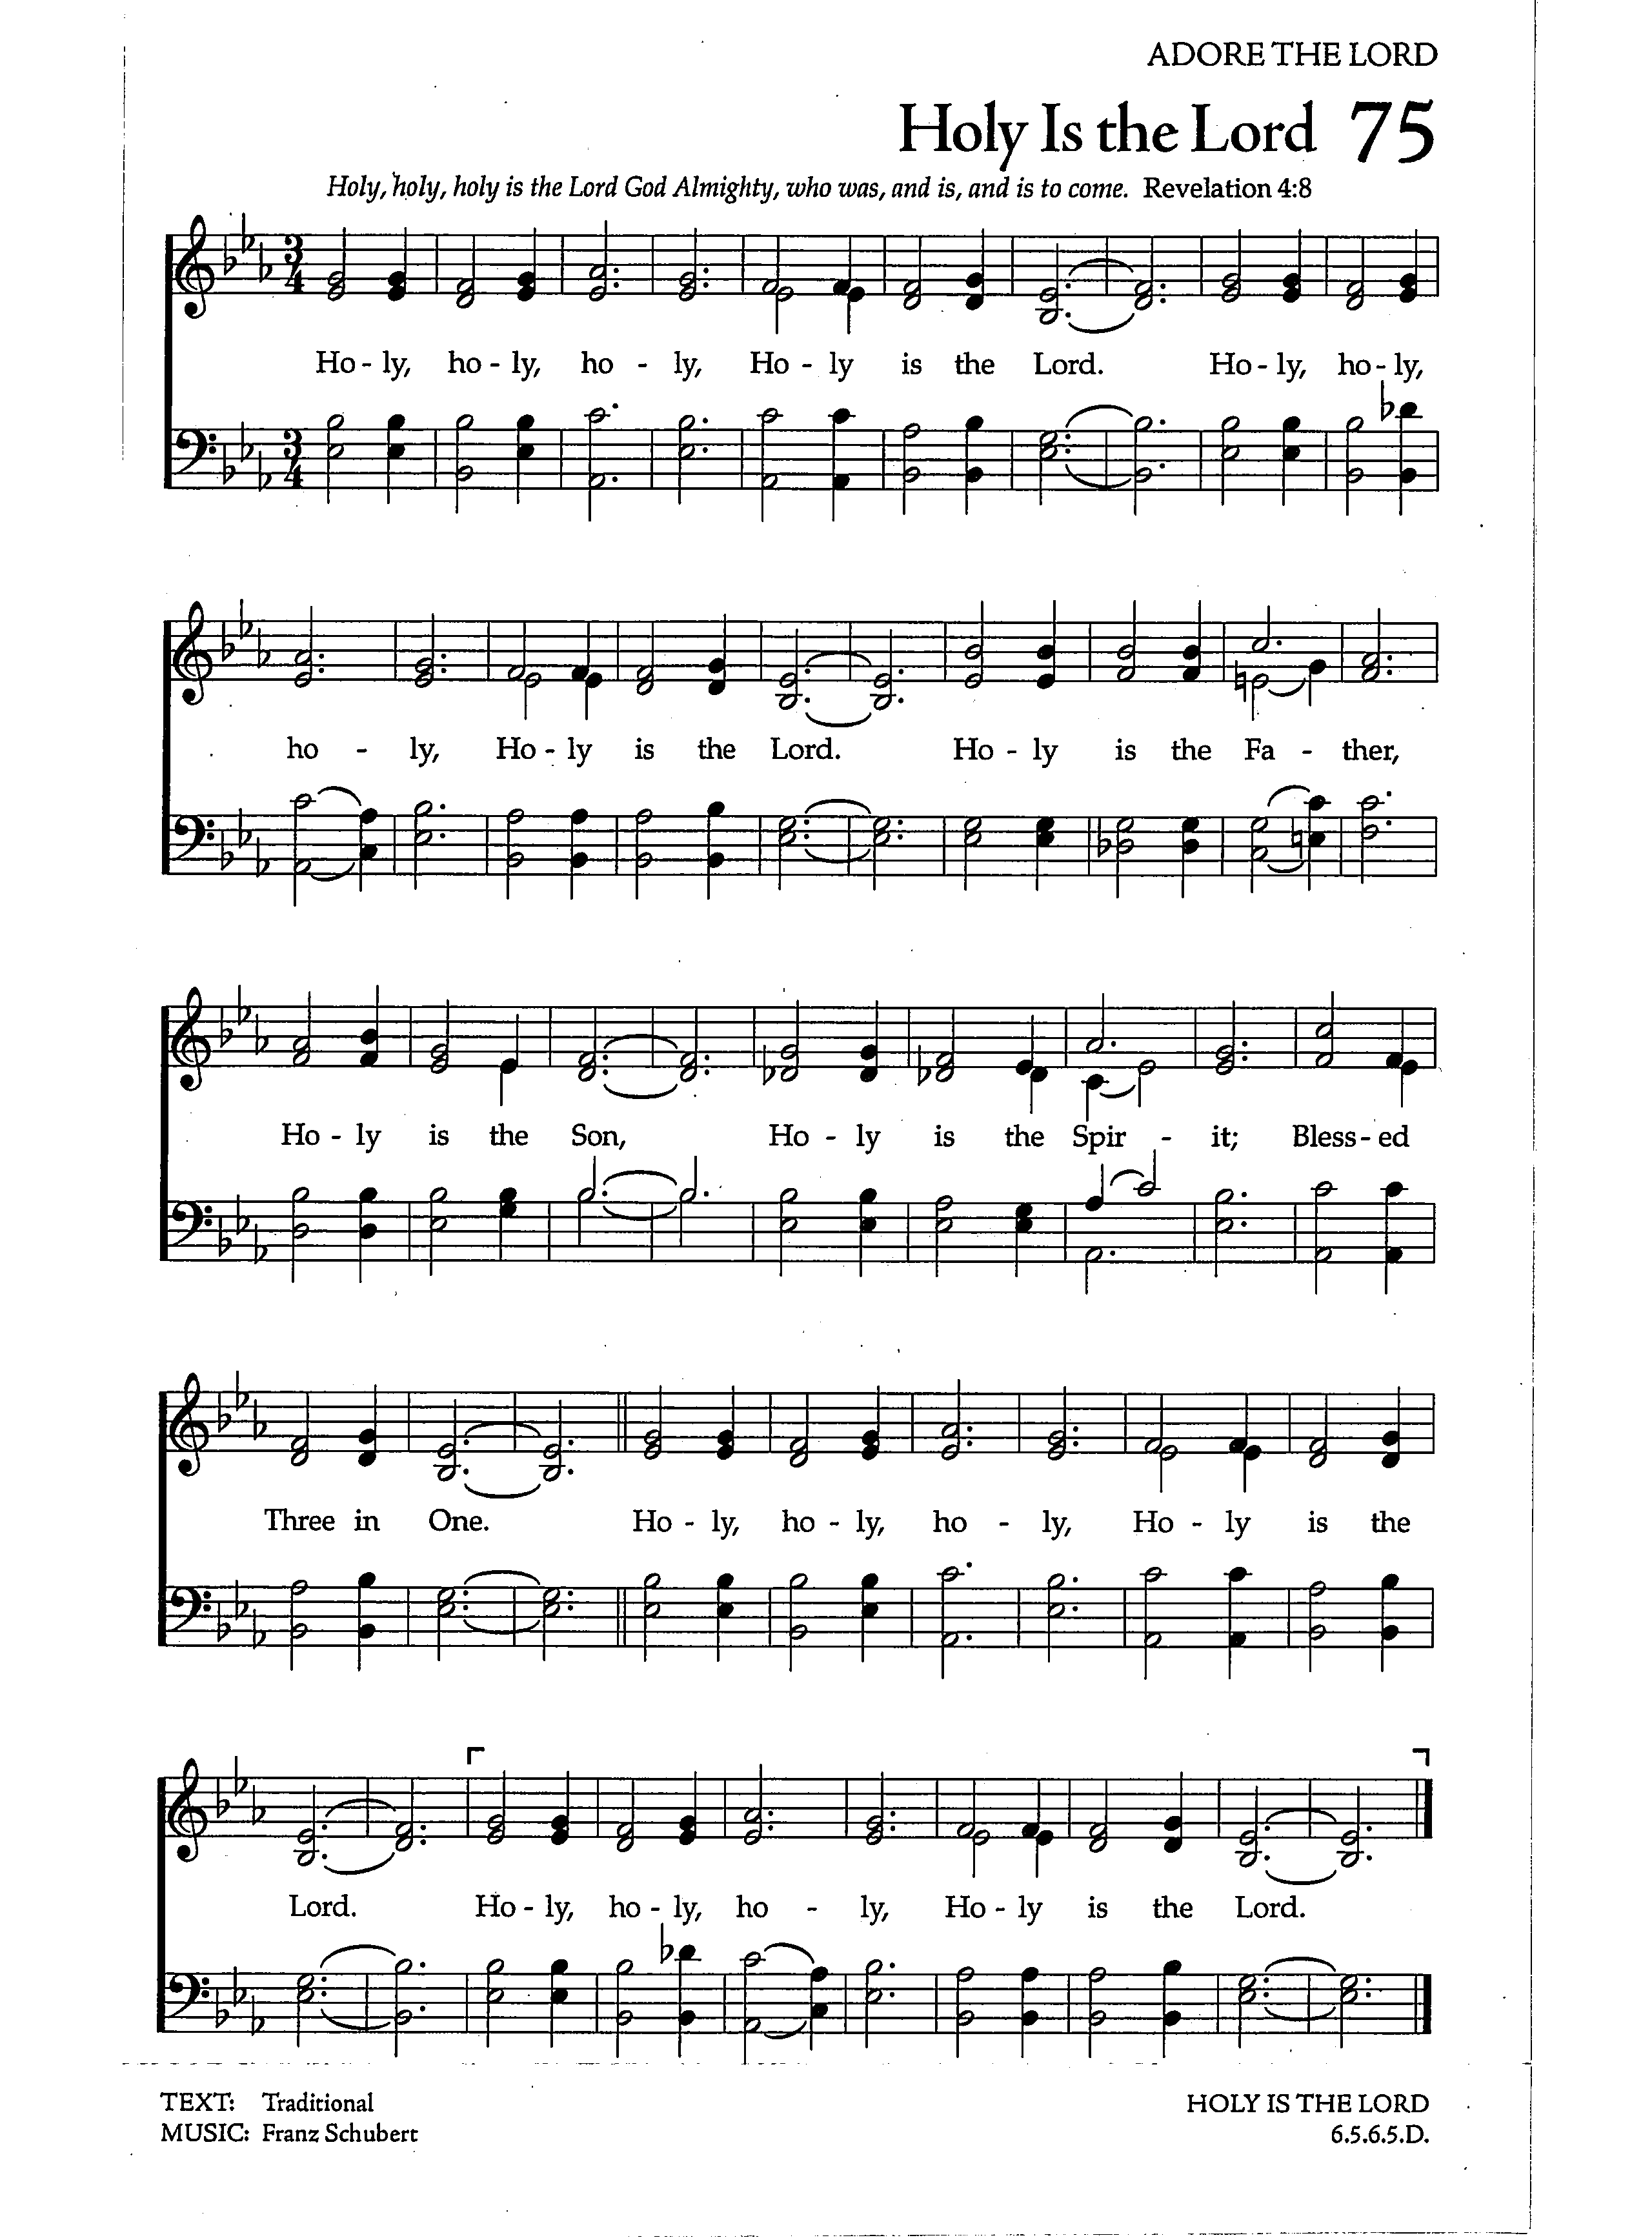 ADORE THE LORD
Holy Is the Lord 75
Holy, holy, holy is the Lord God Almighty, who was, and is, and is to come. Revelation 4:8
3 4
Ho - ly, ho - ly, ho - ly, Ho - ly is the Lord. Ho - ly, ho - ly,
3 4
ho - ly, Ho - ly is the Lord. Ho - ly is the Fa - ther,
Ho - ly is the Son, Ho - ly is the Spir - it; Bless - ed
Three in One. Ho - ly, ho - ly, ho - ly, Ho - ly is the
Lord. Ho - ly, ho - ly, ho - ly, Ho - ly is the Lord.
TEXT: Traditional
MUSIC: Franz Schubert
HOLY IS THE LORD
6.5.6.5.D.